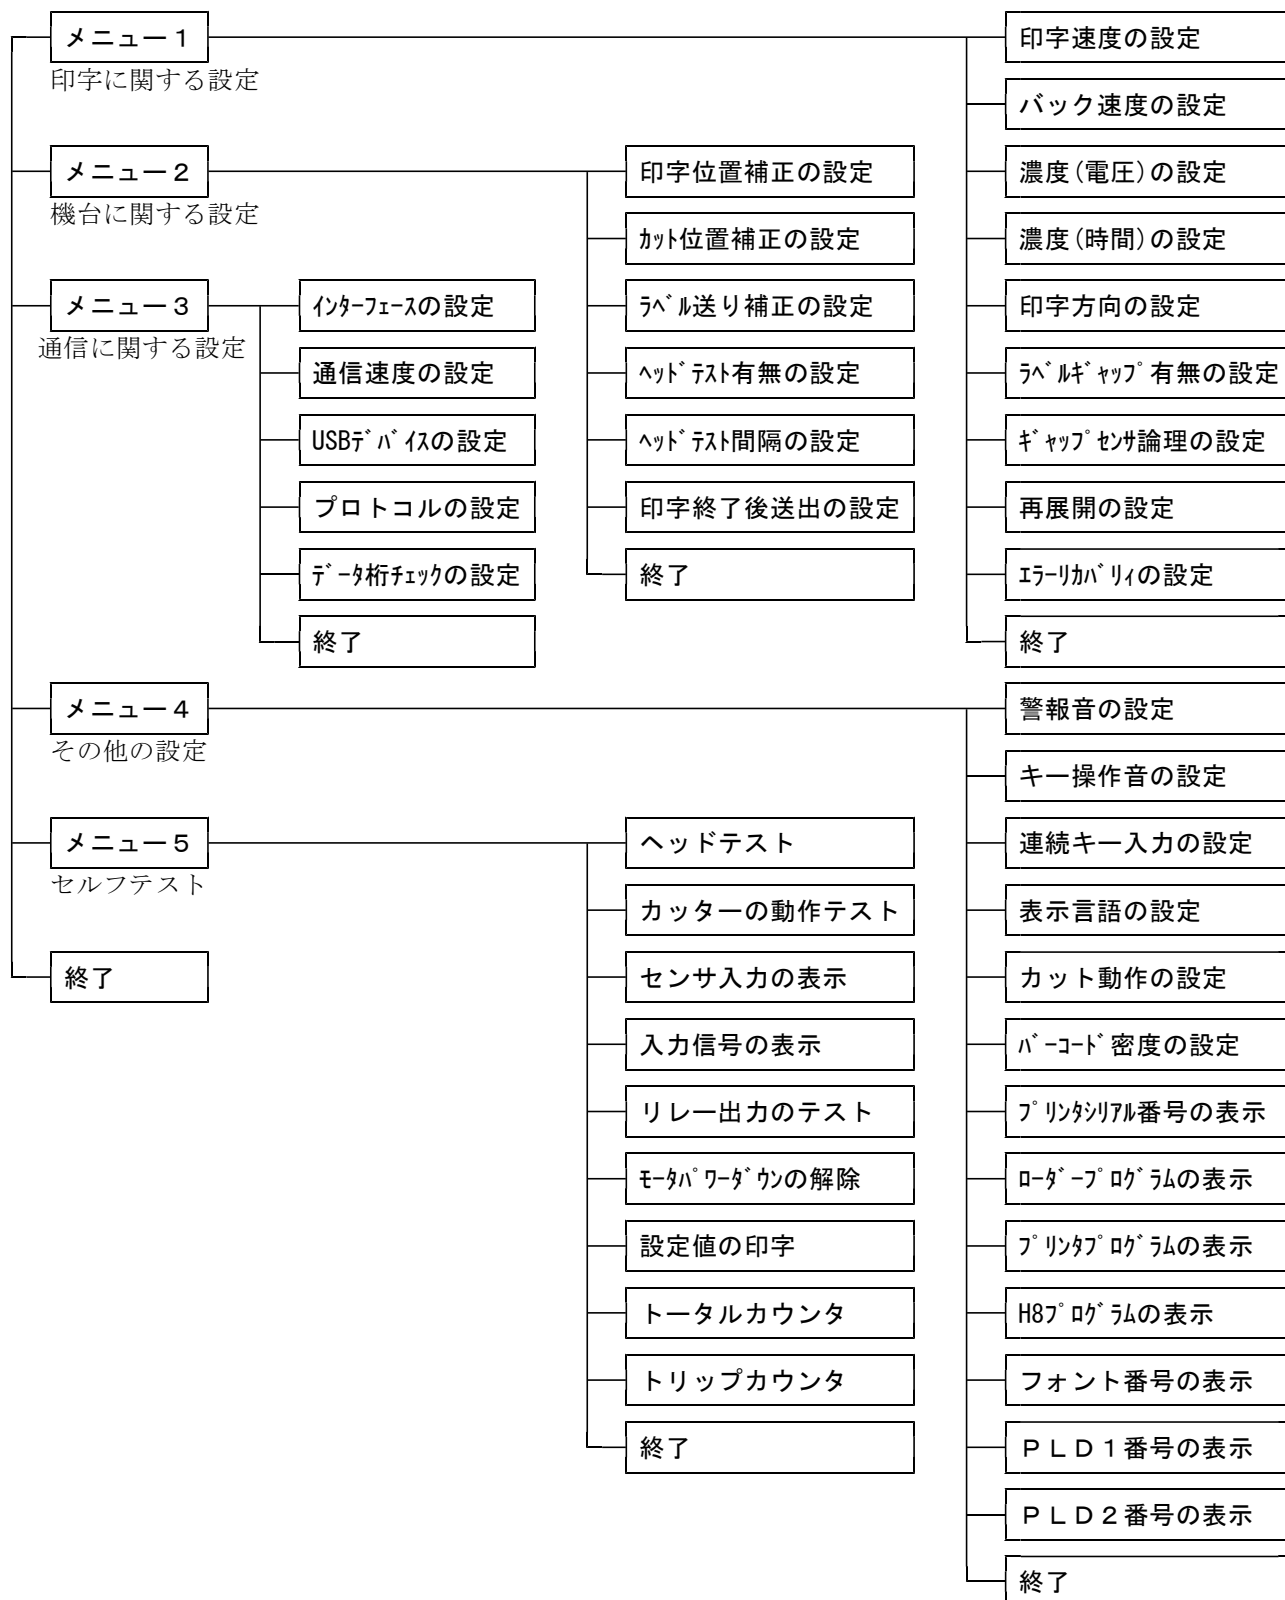 メニュー１
印字に関する設定
印字速度の設定
バック速度の設定
濃度(電圧)の設定
濃度(時間)の設定
印字方向の設定
ﾗﾍﾞﾙｷﾞｬｯﾌﾟ有無の設定
ｷﾞｬｯﾌﾟｾﾝｻ論理の設定
再展開の設定
ｴﾗｰﾘｶﾊﾞﾘｨの設定
終了
メニュー２
機台に関する設定
印字位置補正の設定
ｶｯﾄ位置補正の設定
ﾗﾍﾞﾙ送り補正の設定
ﾍｯﾄﾞﾃｽﾄ有無の設定
ﾍｯﾄﾞﾃｽﾄ間隔の設定
印字終了後送出の設定
終了
メニュー３
通信に関する設定
ｲﾝﾀｰﾌｪｰｽの設定
通信速度の設定
USBﾃﾞﾊﾞｲｽの設定
プロトコルの設定
ﾃﾞｰﾀ桁ﾁｪｯｸの設定
終了
メニュー４
その他の設定
警報音の設定
キー操作音の設定
連続キー入力の設定
表示言語の設定
カット動作の設定
ﾊﾞｰｺｰﾄﾞ密度の設定
ﾌﾟﾘﾝﾀｼﾘｱﾙ番号の表示
ﾛｰﾀﾞｰﾌﾟﾛｸﾞﾗﾑの表示
ﾌﾟﾘﾝﾀﾌﾟﾛｸﾞﾗﾑの表示
H8ﾌﾟﾛｸﾞﾗﾑの表示
フォント番号の表示
ＰＬＤ１番号の表示
ＰＬＤ２番号の表示
終了
メニュー５
セルフテスト
ヘッドテスト
カッターの動作テスト
センサ入力の表示
入力信号の表示
リレー出力のテスト
ﾓｰﾀﾊﾟﾜｰﾀﾞｳﾝの解除
設定値の印字
トータルカウンタ
トリップカウンタ
終了
終了